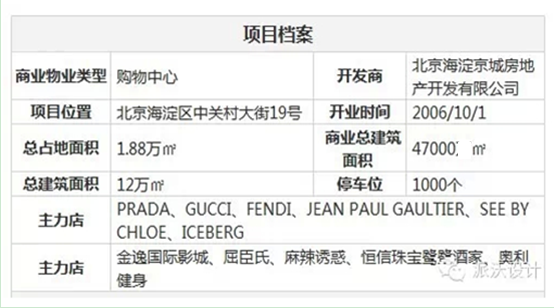 项目档案
商业物业类型 购物中心 开发商 北京海淀京城房地
产开发有限公司
项目位置 北京海淀区中关村大街19号 开业时间 2006/10/1
总占地面积 1.88万㎡ 商业总建筑
面积 47000 ㎡
总建筑面积 12万㎡ 停车位 1000个
主力店 PRADA、GUCCI、FENDI、JEAN PAUL GAULTIER、SEE BY
CHLOE、ICEBERG
主力店 金逸国际影城、屈臣氏、麻辣诱惑、恒信珠宝鹭鹭酒家、奥利
健身
派沃设计